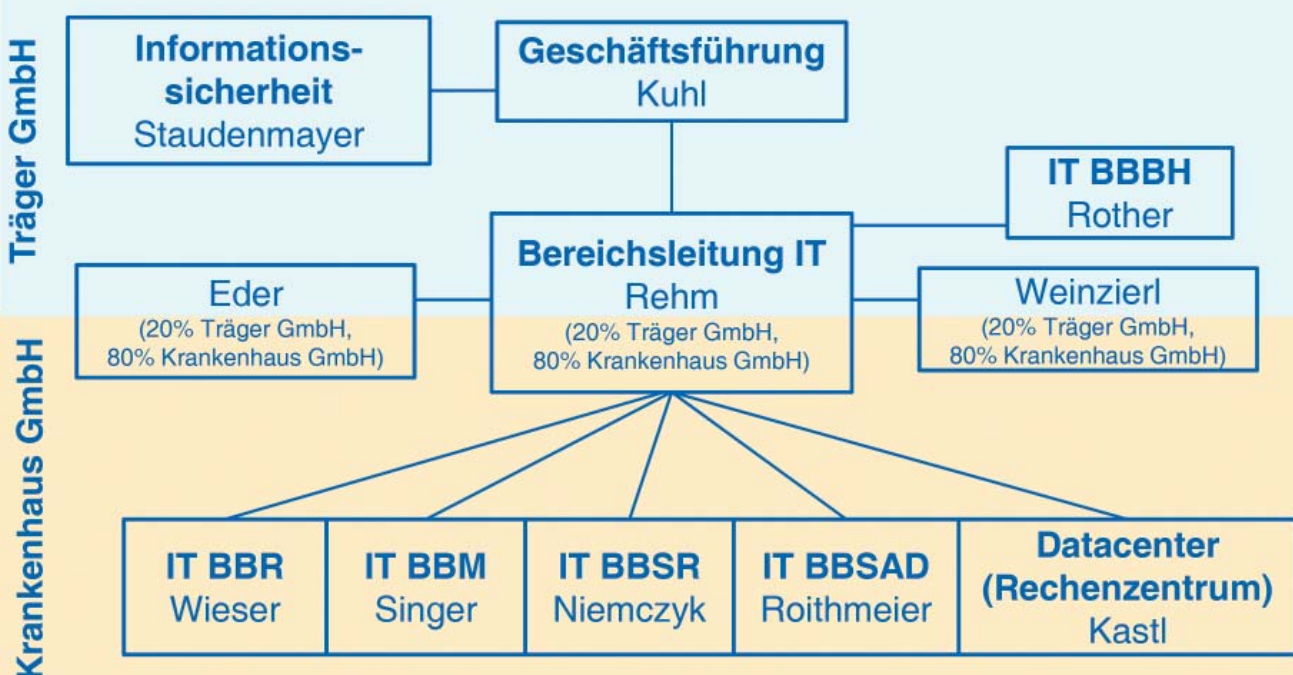 Träger GmbH
Informations-
sicherheit
Staudenmayer
Geschäftsführung
Kuhl
IT BBBH
Rother
Bereichsleitung IT
Rehm
(20% Träger GmbH,
80% Krankenhaus GmbH)
Eder
(20% Träger GmbH,
80% Krankenhaus GmbH)
Weinzierl
(20% Träger GmbH,
80% Krankenhaus GmbH)
Krankenhaus GmbH
IT BBR
Wieser
IT BBM
Singer
IT BBSR
Niemczyk
IT BBSAD
Roithmeier
Datacenter
(Rechenzentrum)
Kastl